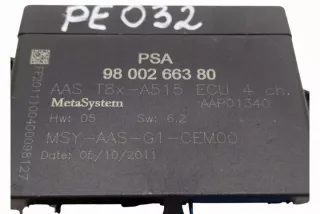 PE032
PSA
98 002 663 80
AAS T8x-A515 ECU 4 ch.
MetaSystem AAP01340
Hw: 05 Sw: 6.2
MSY-AAS-G1-CEM00
Date: 05/10/2011
FF2011100400098127